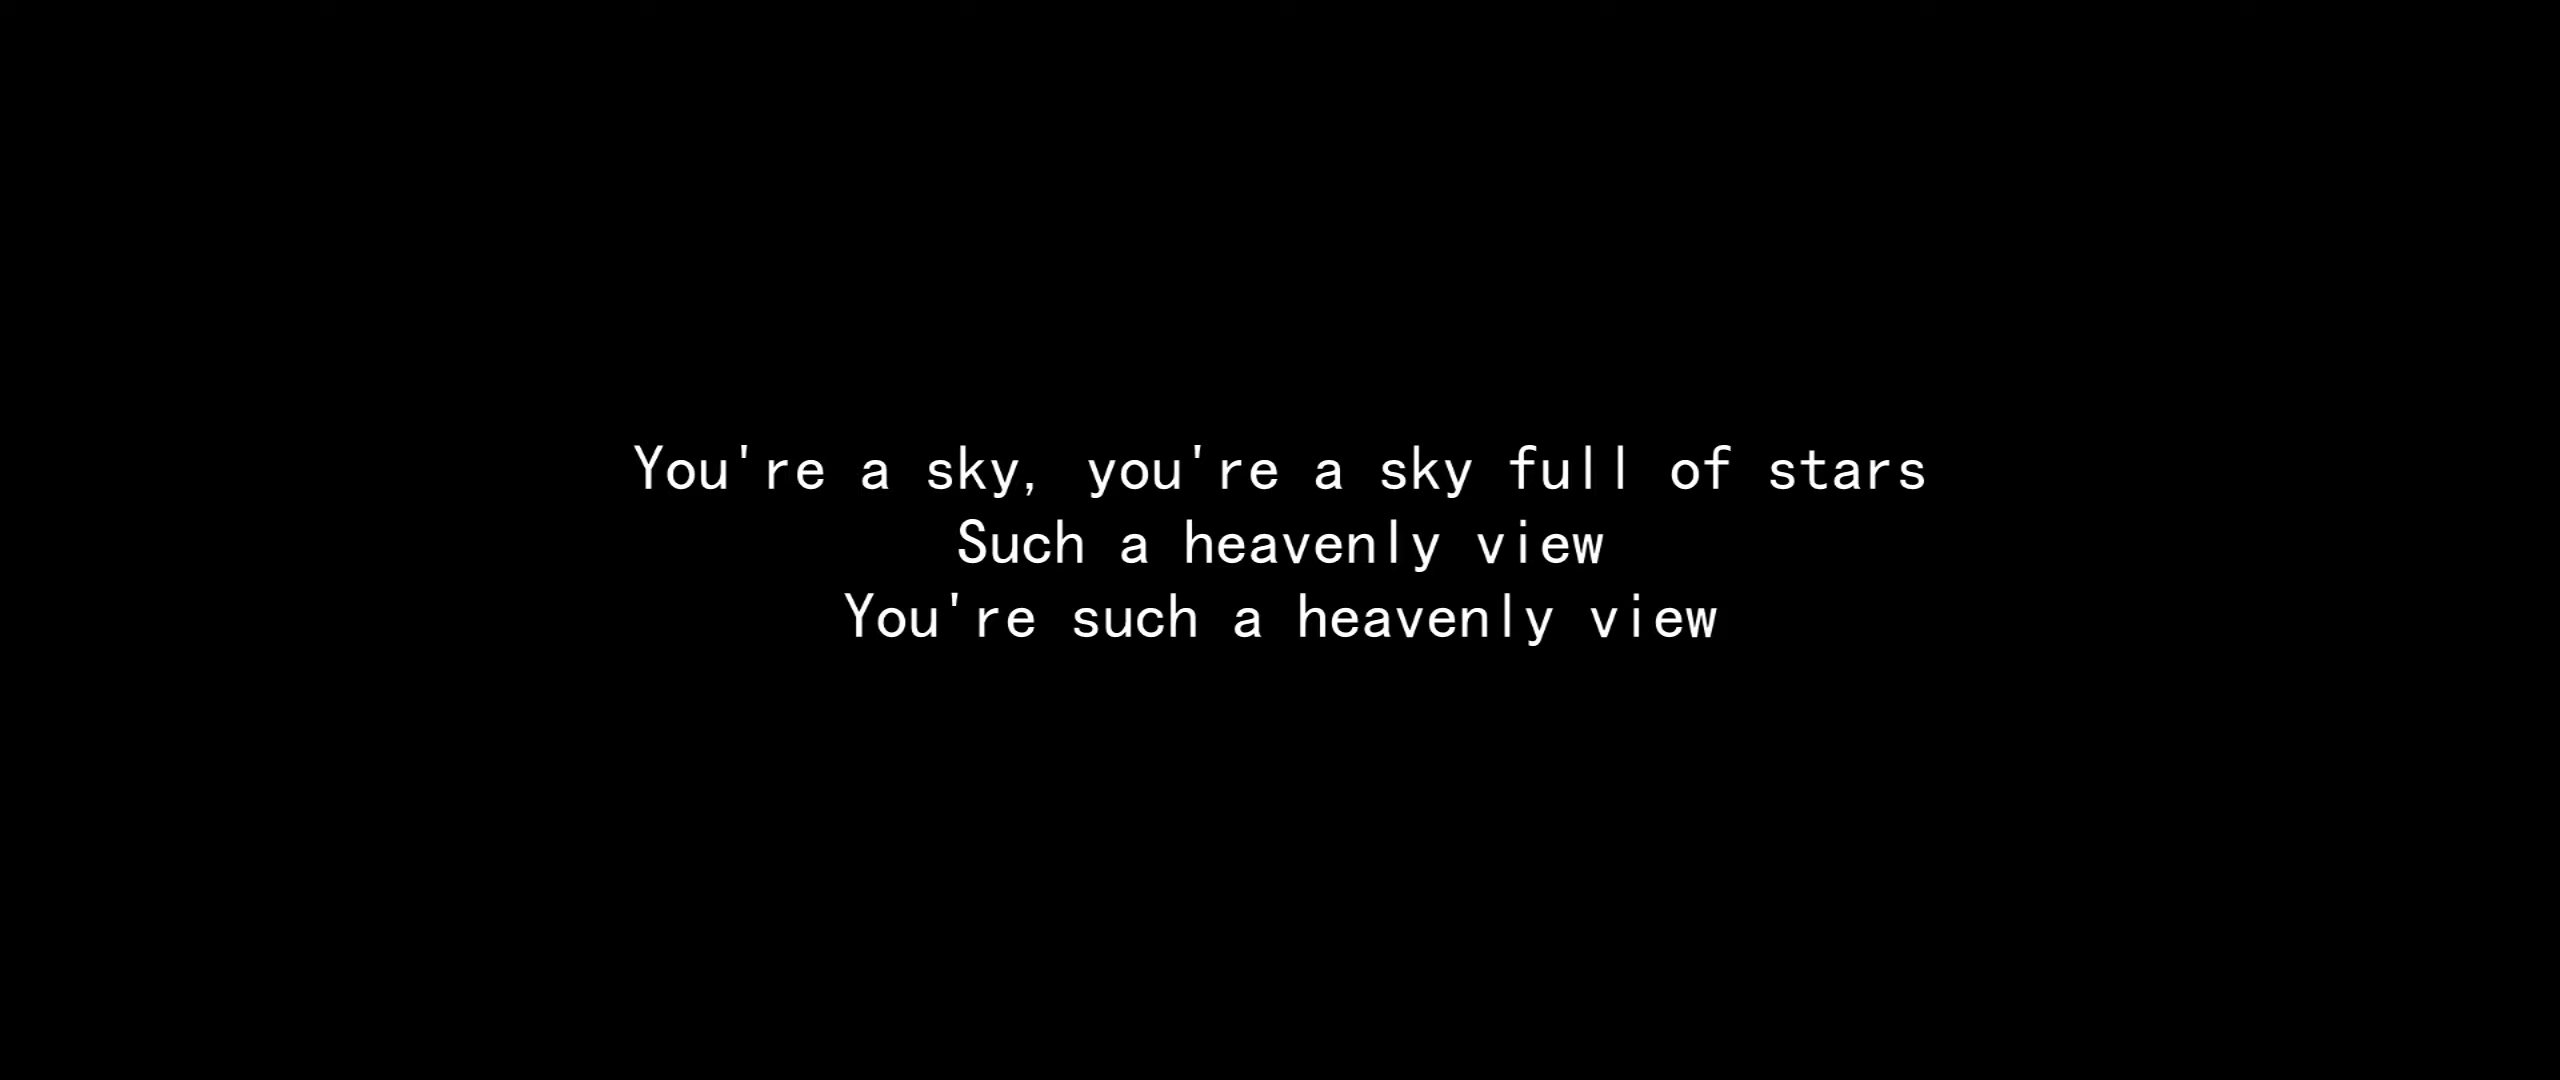 You're a sky, you're a sky full of stars
Such a heavenly view
You're such a heavenly view